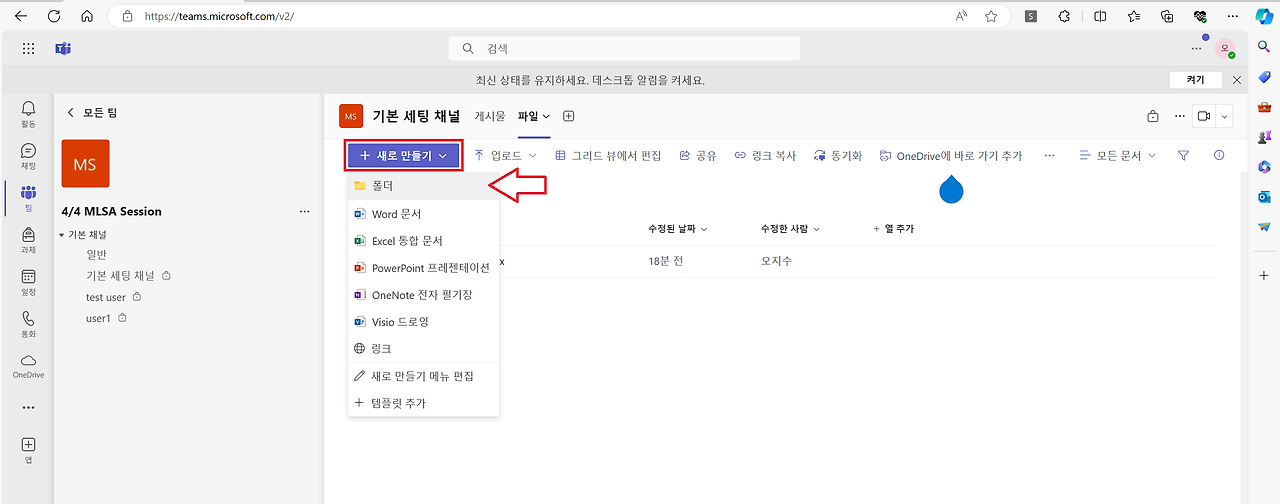 https://teams.microsoft.com/v2/
검색
오
최신 상태를 유지하세요. 데스크톱 알림을 켜세요.
켜기
활동
채팅
팀
과제
일정
통화
OneDrive
앱
모든 팀
MS
4/4 MLSA Session
기본 채널
일반
기본 세팅 채널
test user
user1
MS 기본 세팅 채널 게시물 파일
새로 만들기 업로드 그리드 뷰에서 편집 공유 링크 복사 동기화 OneDrive에 바로 가기 추가 모든 문서
폴더
Word 문서
Excel 통합 문서
PowerPoint 프레젠테이션
OneNote 전자 필기장
Visio 드로잉
링크
새로 만들기 메뉴 편집
템플릿 추가
수정된 날짜 수정한 사람 + 열 추가
x 18분 전 오지수